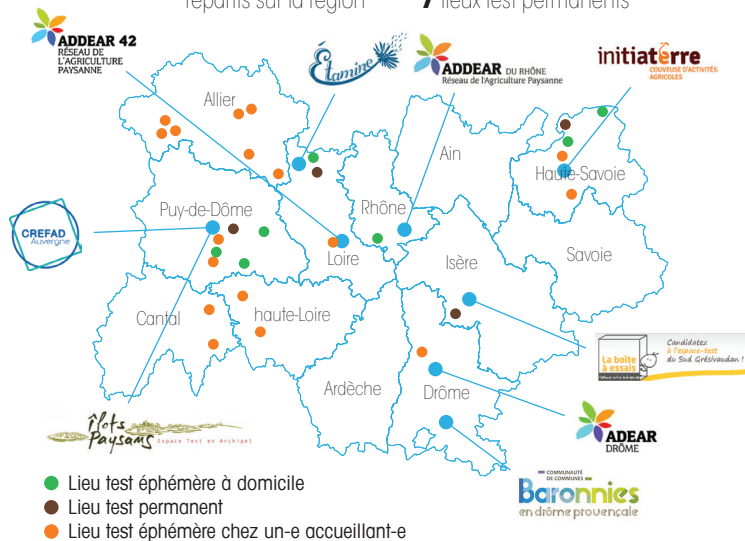 répartis sur la région
7 lieux test permanents
ADDEAR 42
RÉSEAU DE
L'AGRICULTURE
PAYSANNE
Étamine
ADDEAR DU RHÔNE
Réseau de l'Agriculture Paysanne
initiaterre
COUVEUSE D'ACTIVITÉS
AGRICOLES
Allier
Ain
Haute-Savoie
Puy-de-Dôme
Rhône
CREFAD
Auvergne
Loire
Isère
Savoie
Cantal
haute-Loire
Candidatez
à l'espace-test
du Sud Grésivaudan !
La boîte
à essais
Ardèche
Drôme
îlots
Paysans Espace Test en Archipel
ADEAR
DRÔME
COMMUNAUTÉ
DE COMMUNES
Baronnies
en drôme provençale
Lieu test éphémère à domicile
Lieu test permanent
Lieu test éphémère chez un-e accueillant-e